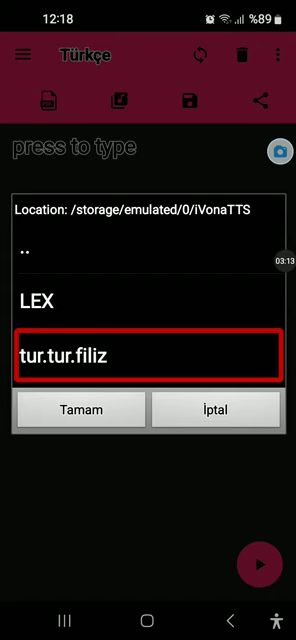 12:18
%89
Türkçe
PDF
press to type
Location: /storage/emulated/0/iVonaTTS
03:13
..
LEX
tur.tur.filiz
Tamam
İptal